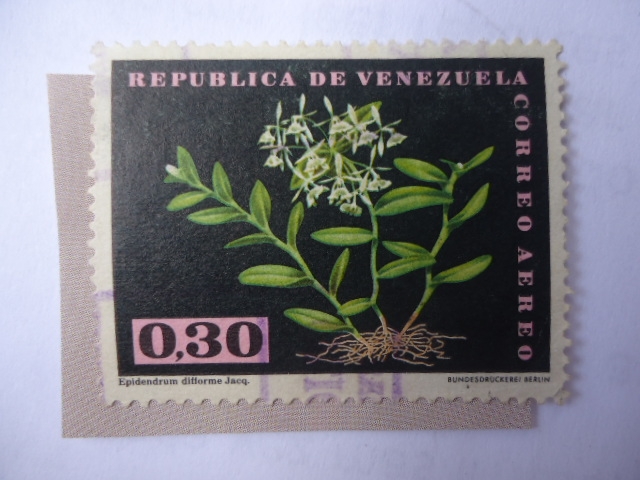 REPUBLICA DE VENEZUELA
CORREO AEREO
0,30
Epidendrum difforme Jacq.
BUNDESDRUCKEREI BERLIN